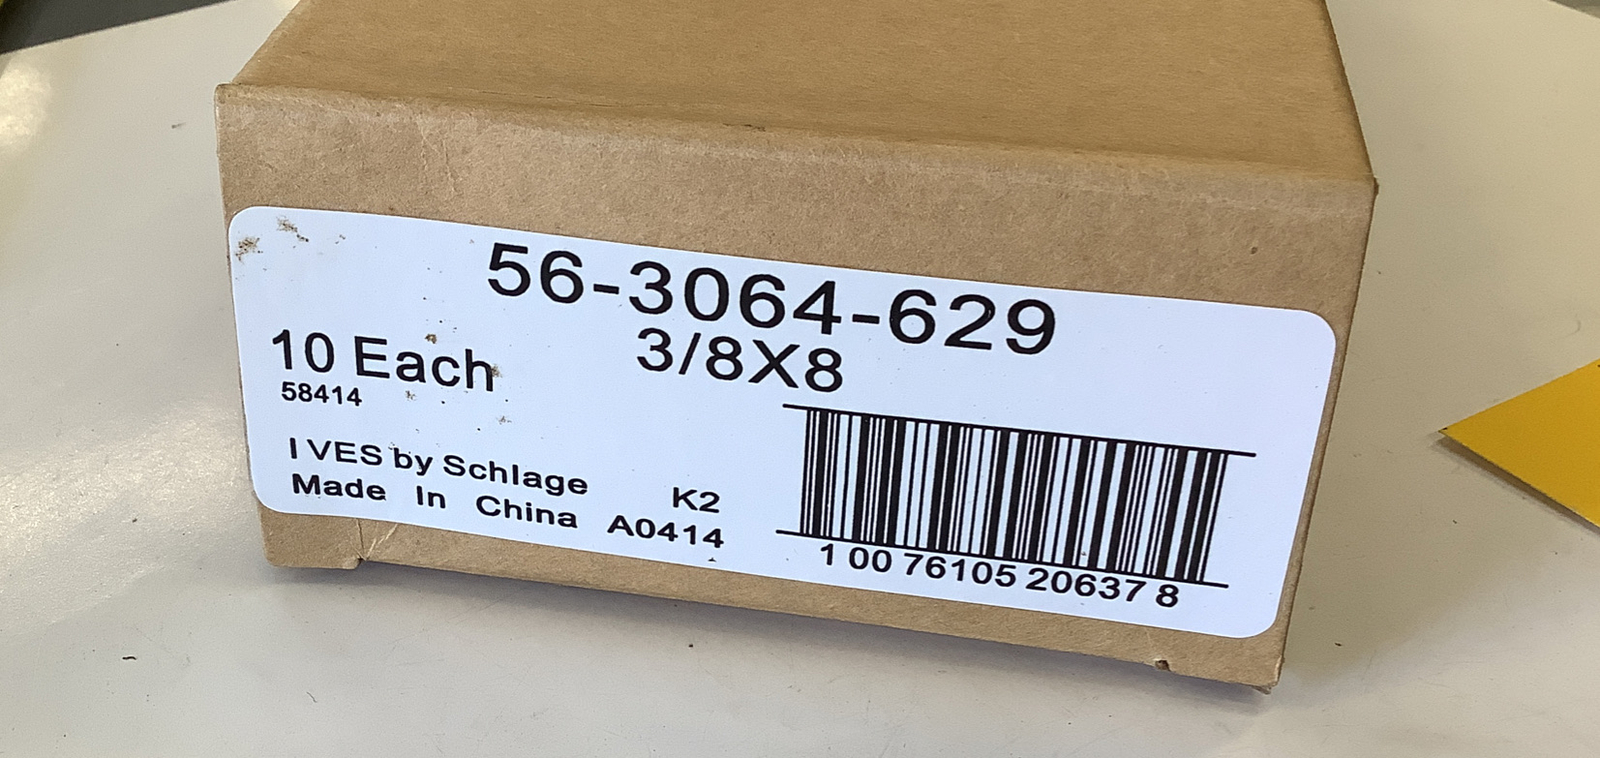 56-3064-629
3/8X8
10 Each
58414
I VES by Schlage
K2
Made In China A0414
1 00 76105 20637 8